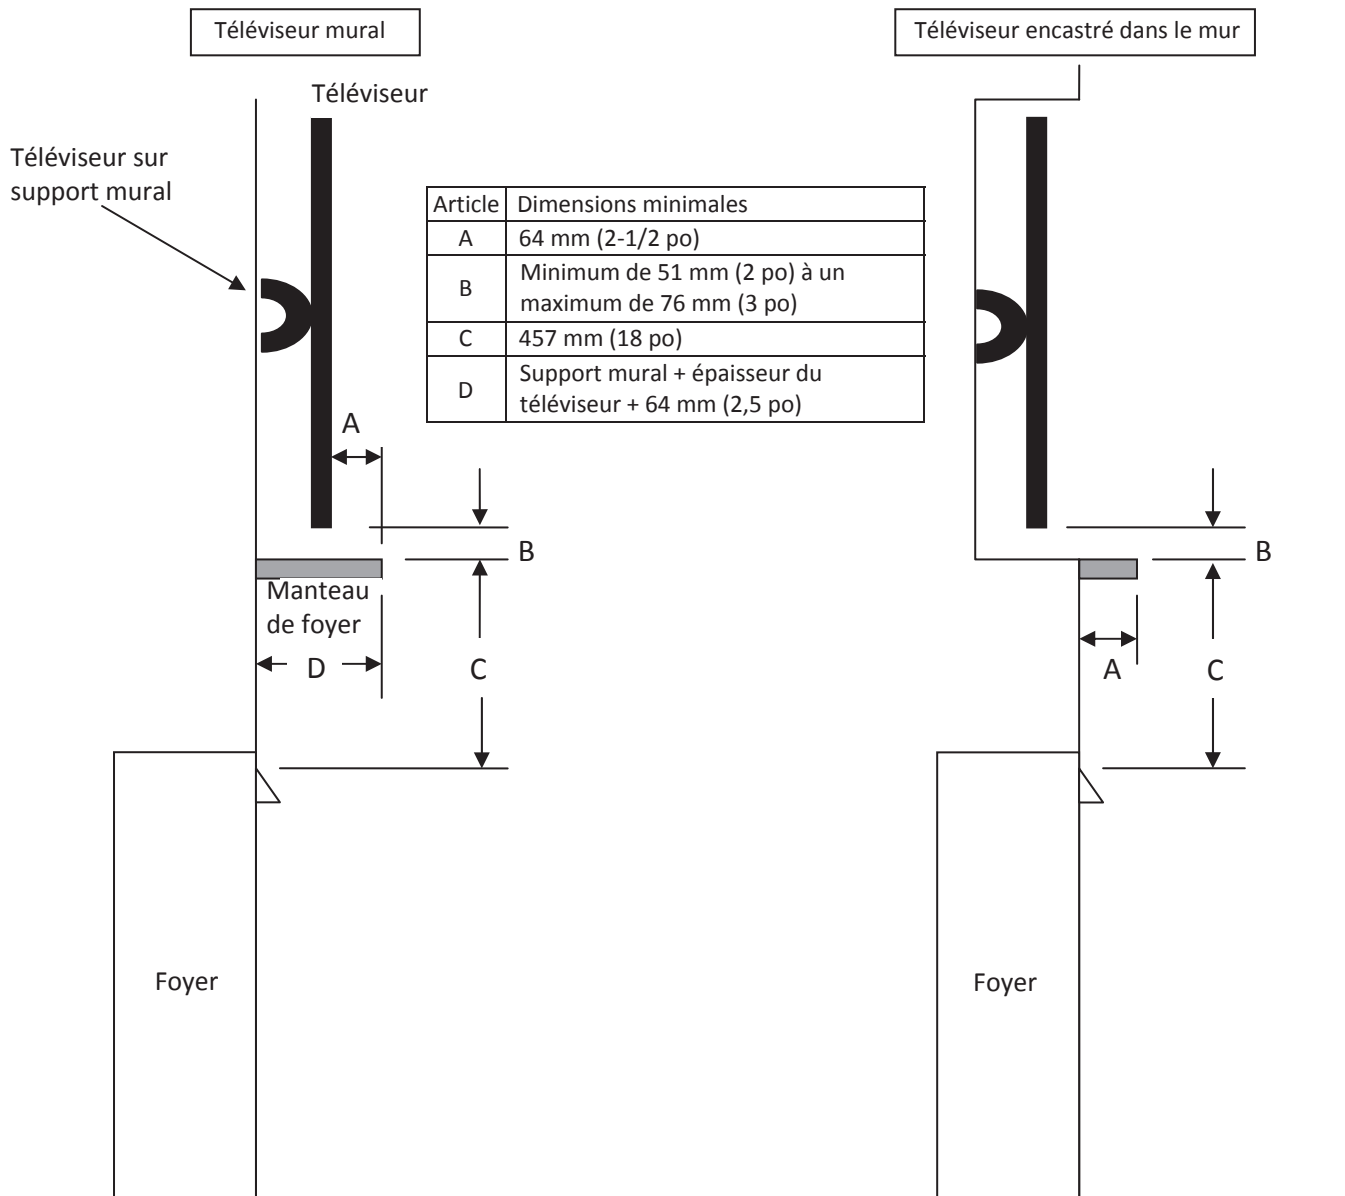 Téléviseur mural
Téléviseur encastré dans le mur
Téléviseur
Téléviseur sur
support mural
Article Dimensions minimales
A 64 mm (2-1/2 po)
B Minimum de 51 mm (2 po) à un
maximum de 76 mm (3 po)
C 457 mm (18 po)
D Support mural + épaisseur du
téléviseur + 64 mm (2,5 po)
A
B
Manteau
de foyer
D
C
B
A
C
Foyer
Foyer